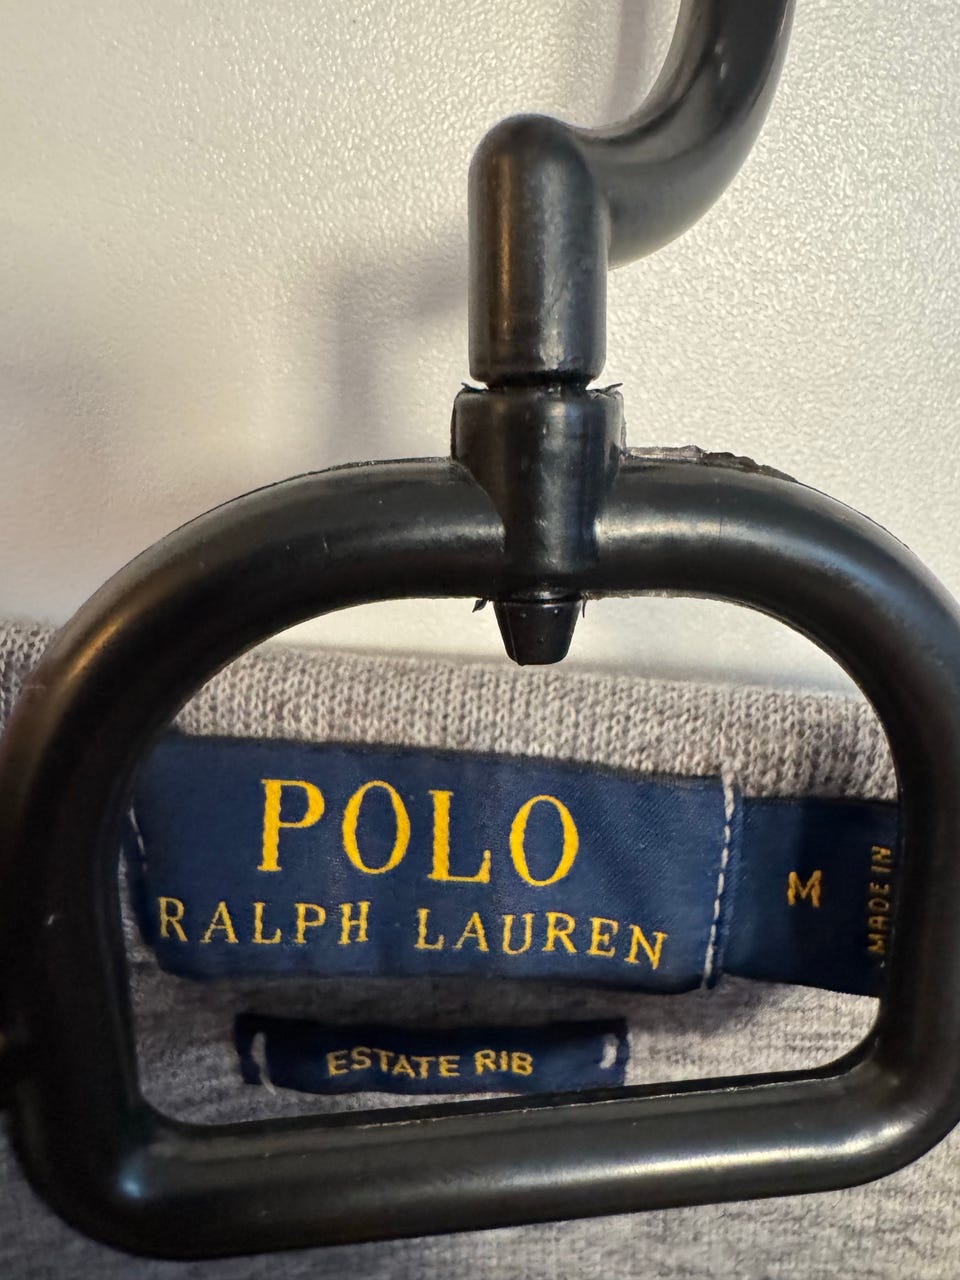 POLO
RALPH LAUREN
M
MADE IN
ESTATE RIB